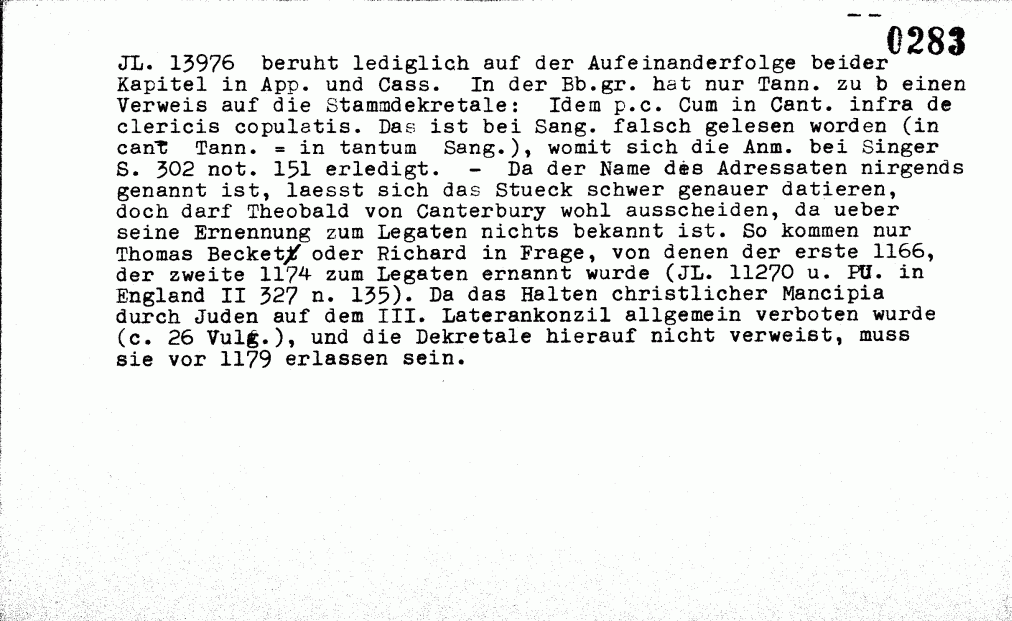 0283
JL. 13976 beruht lediglich auf der Aufeinanderfolge beider
Kapitel in App. und Cass. In der Bb.gr. hat nur Tann. zu b einen
Verweis auf die Stammdekretale: Idem p.c. Cum in Cant. infra de
clericis copulatis. Das ist bei Sang. falsch gelesen worden (in
cant Tann. = in tantum Sang.), womit sich die Anm. bei Singer
S. 302 not. 151 erledigt. - Da der Name des Adressaten nirgends
genannt ist, laesst sich das Stueck schwer genauer datieren,
doch darf Theobald von Canterbury wohl ausscheiden, da ueber
seine Ernennung zum Legaten nichts bekannt ist. So kommen nur
Thomas Becket oder Richard in Frage, von denen der erste 1166,
der zweite 1174 zum Legaten ernannt wurde (JL. 11270 u. PU. in
England II 327 n. 135). Da das Halten christlicher Mancipia
durch Juden auf dem III. Laterankonzil allgemein verboten wurde
(c. 26 Vulg.), und die Dekretale hierauf nicht verweist, muss
sie vor 1179 erlassen sein.